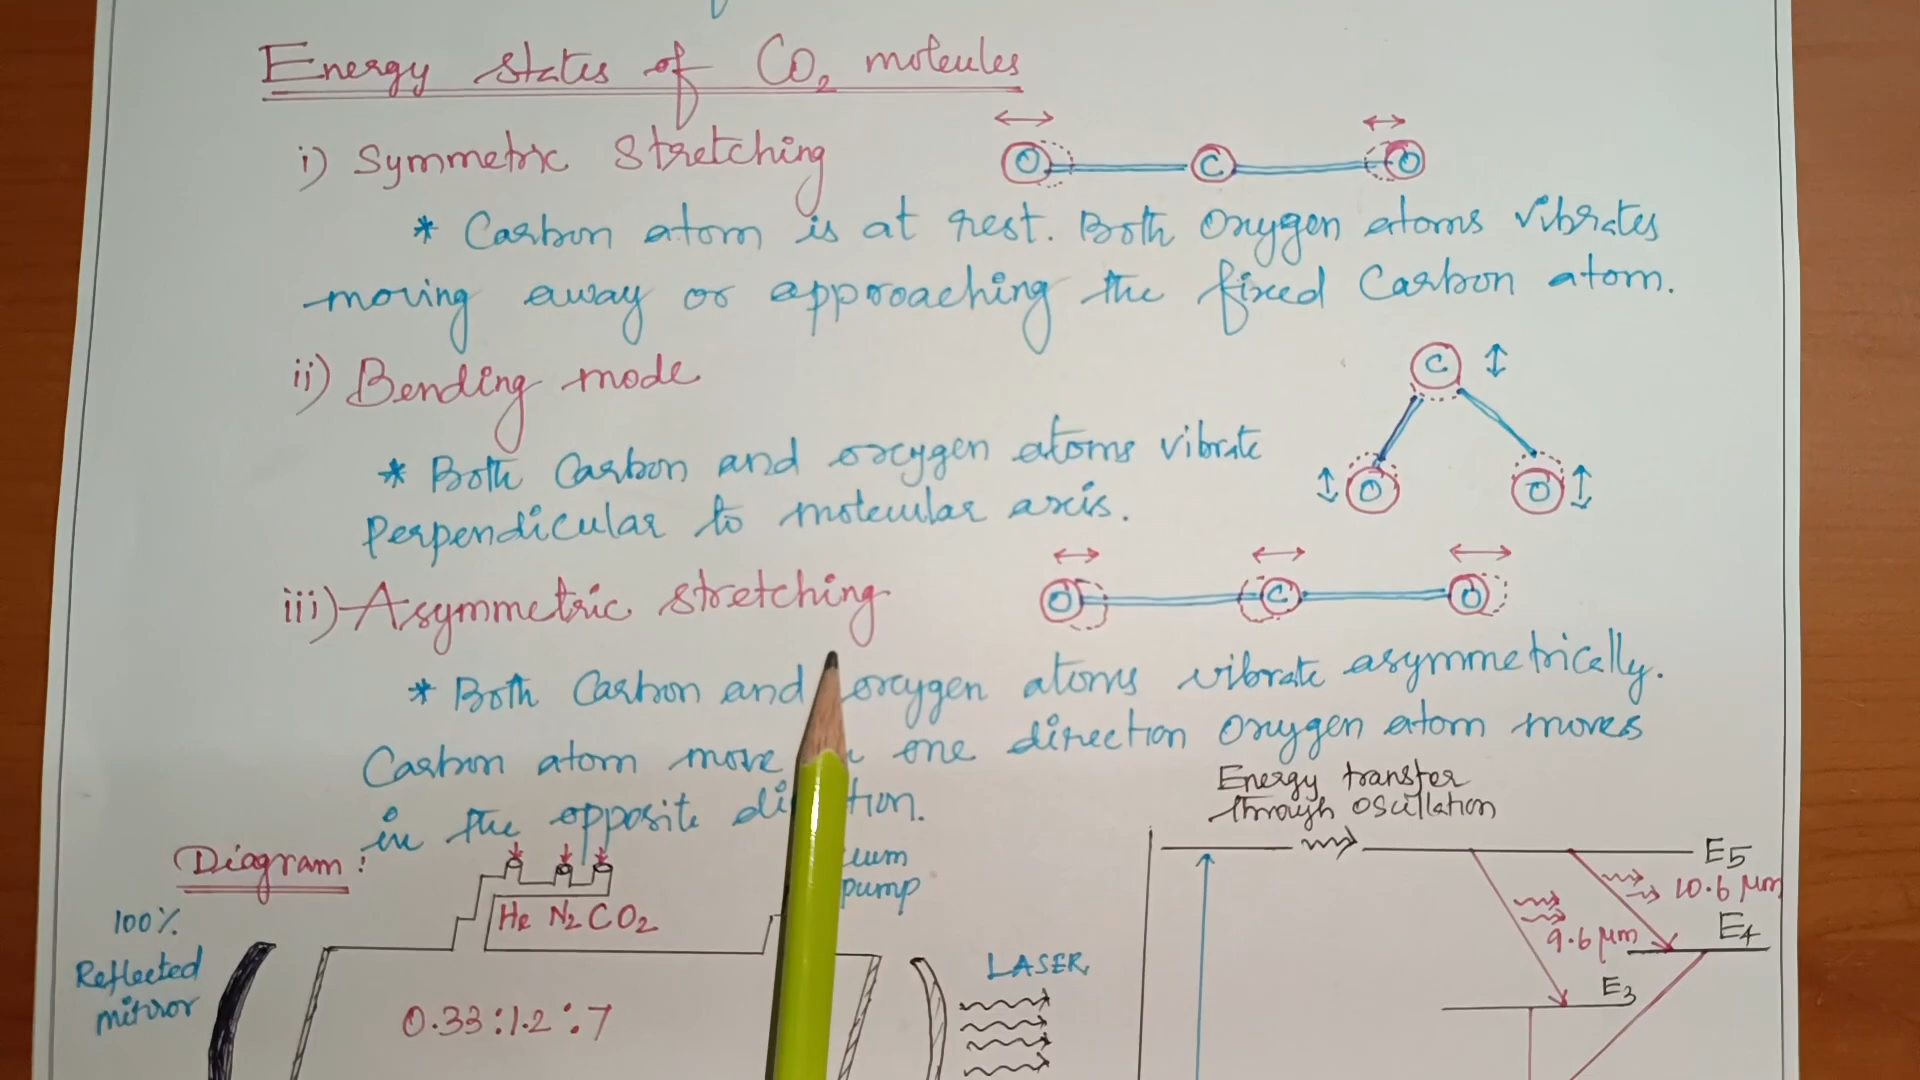 Energy states of CO2 molecules
i) Symmetric Stretching
O C O
* Carbon atom is at rest. Both Oxygen atoms vibrates
moving away or approaching the fixed Carbon atom.
ii) Bending mode
C
O O
* Both Carbon and oxygen atoms vibrate
Perpendicular to molecular axis.
iii) Asymmetric stretching
O C O
* Both Carbon and oxygen atoms vibrate asymmetrically.
Carbon atom move one direction Oxygen atom moves
in the opposite
Diagram:
100%
Reflected
mirror
He N2 CO2
pump
0.33:1.2:7
LASER
Energy transfer
through oscillation
E5
10.6 μm
E4
9.6 μm
E3